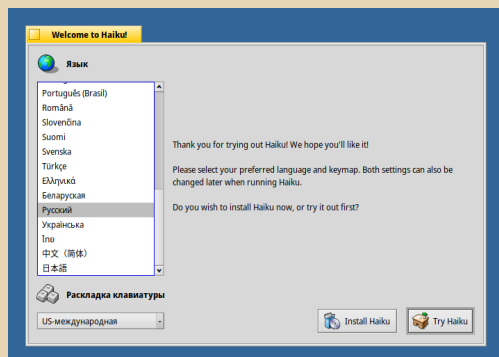 Welcome to Haiku!
Язык
Português (Brasil)
Română
Slovenčina
Suomi
Svenska
Türkçe
Ελληνικά
Беларуская
Русский
Українська
ไทย
中文（简体）
日本語
Thank you for trying out Haiku! We hope you'll like it!
Please select your preferred language and keymap. Both settings can also be
changed later when running Haiku.
Do you wish to install Haiku now, or try it out first?
Раскладка клавиатуры
US-международная
Install Haiku
Try Haiku